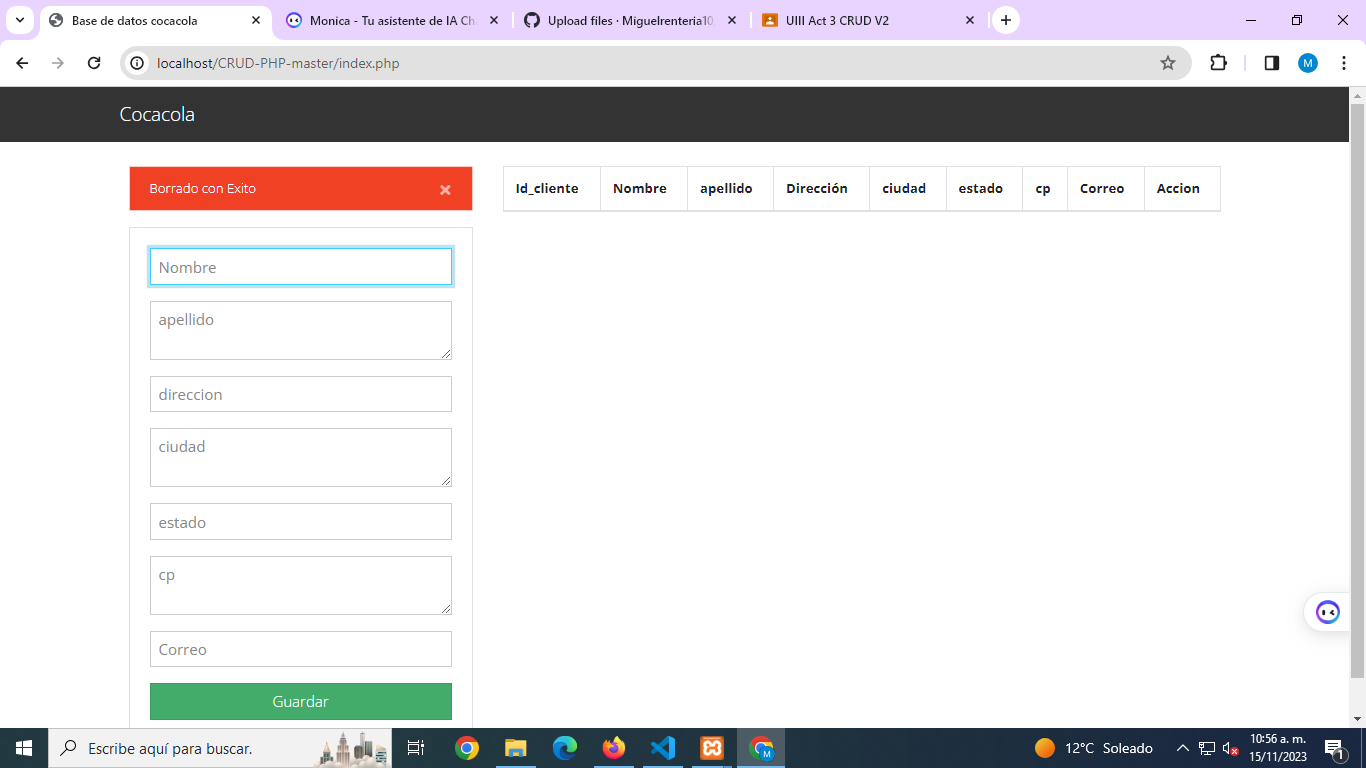 Base de datos cocacola
Monica - Tu asistente de IA Cha
Upload files · Miguelrenteria10
UIII Act 3 CRUD V2
localhost/CRUD-PHP-master/index.php
M
Cocacola
Borrado con Exito
Id_cliente Nombre apellido Dirección ciudad estado cp Correo Accion
Nombre
apellido
direccion
ciudad
estado
cp
Correo
Guardar
Escribe aquí para buscar.
M
12°C Soleado
10:56 a. m.
15/11/2023
1